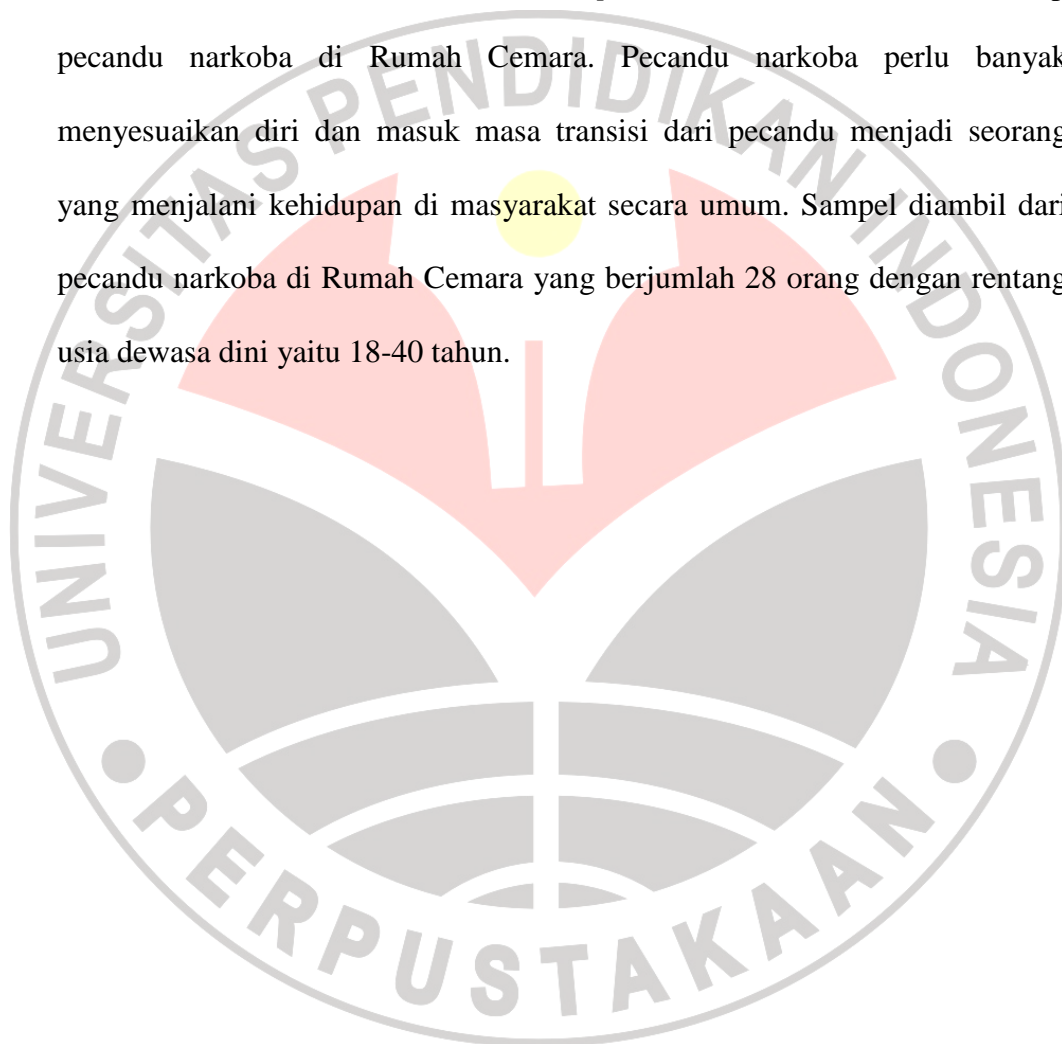 pecandu narkoba di Rumah Cemara. Pecandu narkoba perlu banyak
menyesuaikan diri dan masuk masa transisi dari pecandu menjadi seorang
yang menjalani kehidupan di masyarakat secara umum. Sampel diambil dari
pecandu narkoba di Rumah Cemara yang berjumlah 28 orang dengan rentang
usia dewasa dini yaitu 18-40 tahun.
UNIVERSITAS PENDIDIKAN INDONESIA
PERPUSTAKAAN